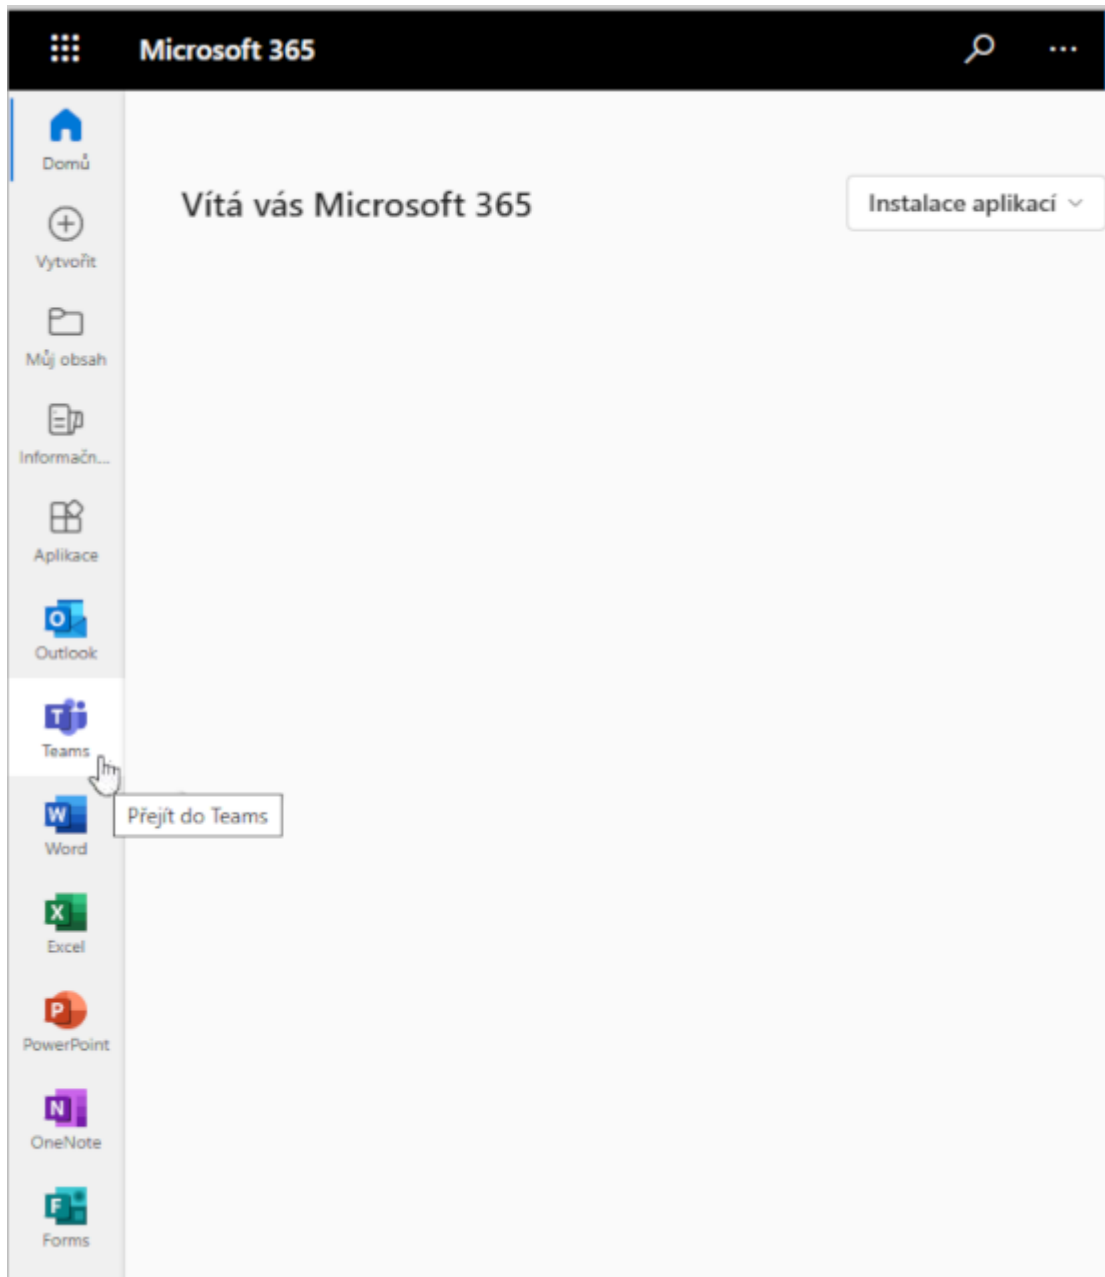 Microsoft 365
Domů
Vítá vás Microsoft 365
Instalace aplikací
Vytvořit
Můj obsah
Informačn...
Aplikace
Outlook
Teams
Přejít do Teams
Word
Excel
PowerPoint
OneNote
Forms